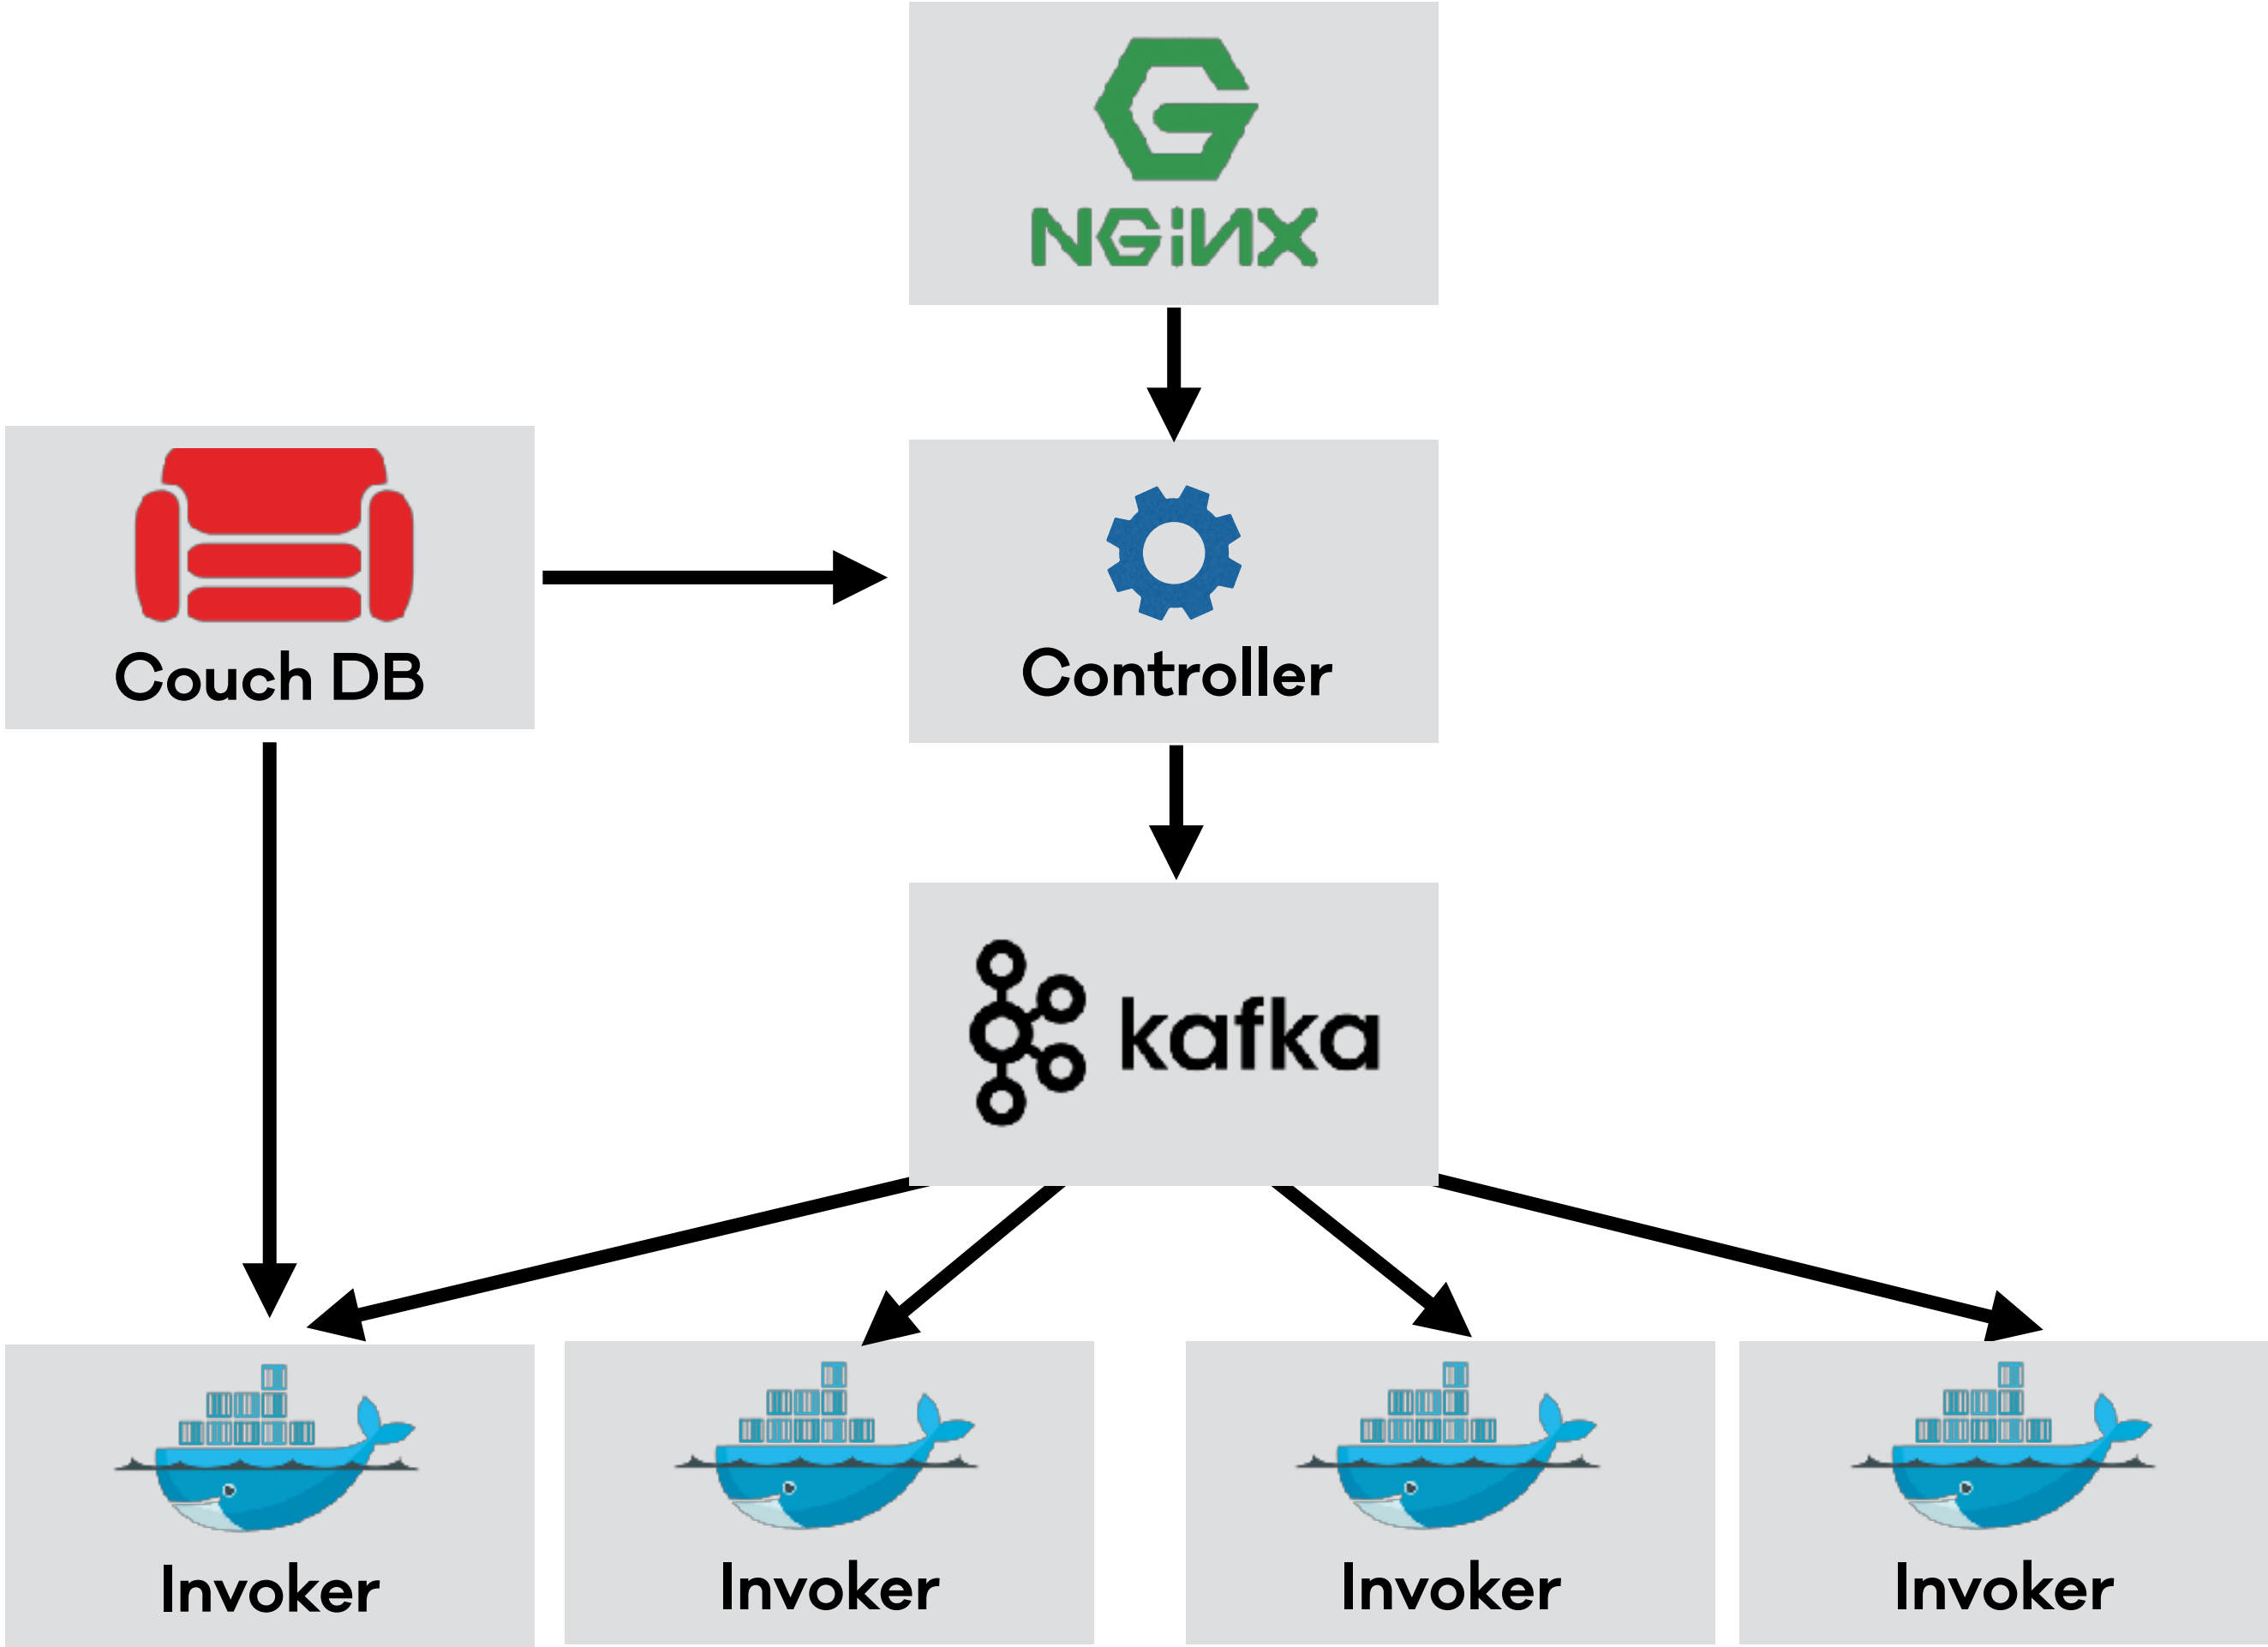 NGiNX
Couch DB
Controller
kafka
Invoker
Invoker
Invoker
Invoker